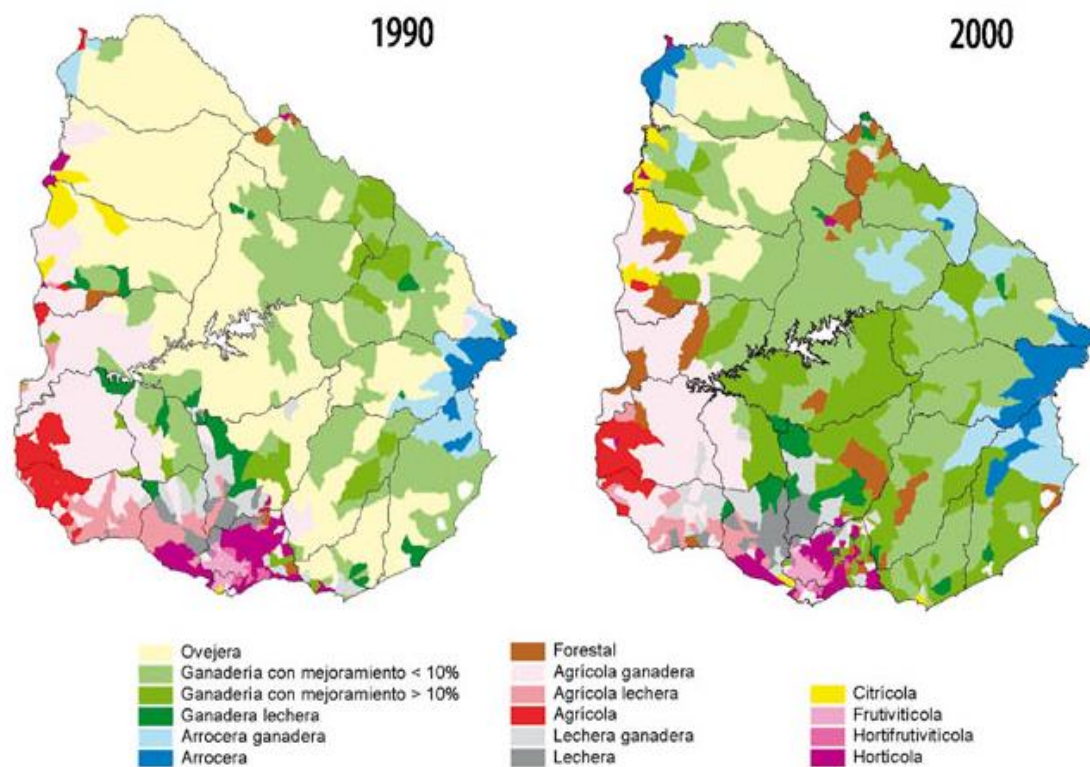 1990
2000
Ovejera
Ganadería con mejoramiento < 10%
Ganadería con mejoramiento > 10%
Ganadera lechera
Arrocera ganadera
Arrocera
Forestal
Agrícola ganadera
Agrícola lechera
Agrícola
Lechera ganadera
Lechera
Citrícola
Frutivitícola
Hortifrutivitícola
Hortícola